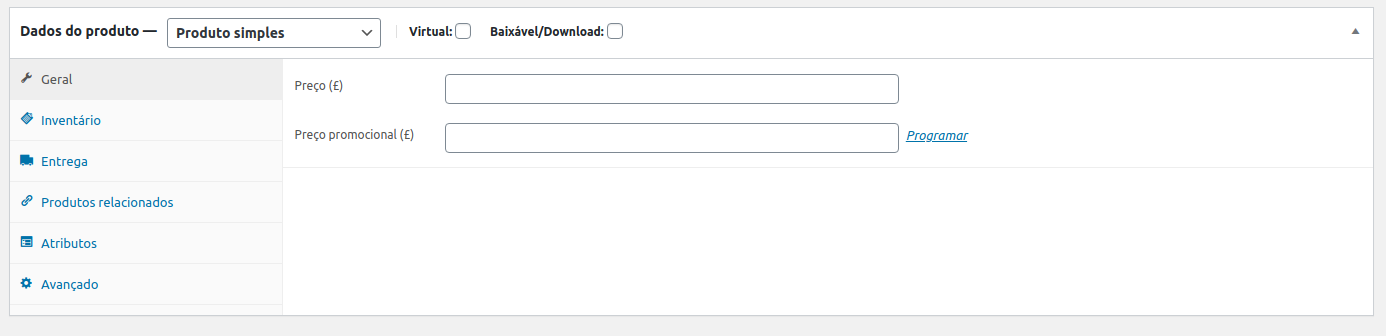 Dados do produto — Produto simples Virtual: Baixável/Download:
Geral
Inventário
Entrega
Produtos relacionados
Atributos
Avançado
Preço (£)
Preço promocional (£) Programar